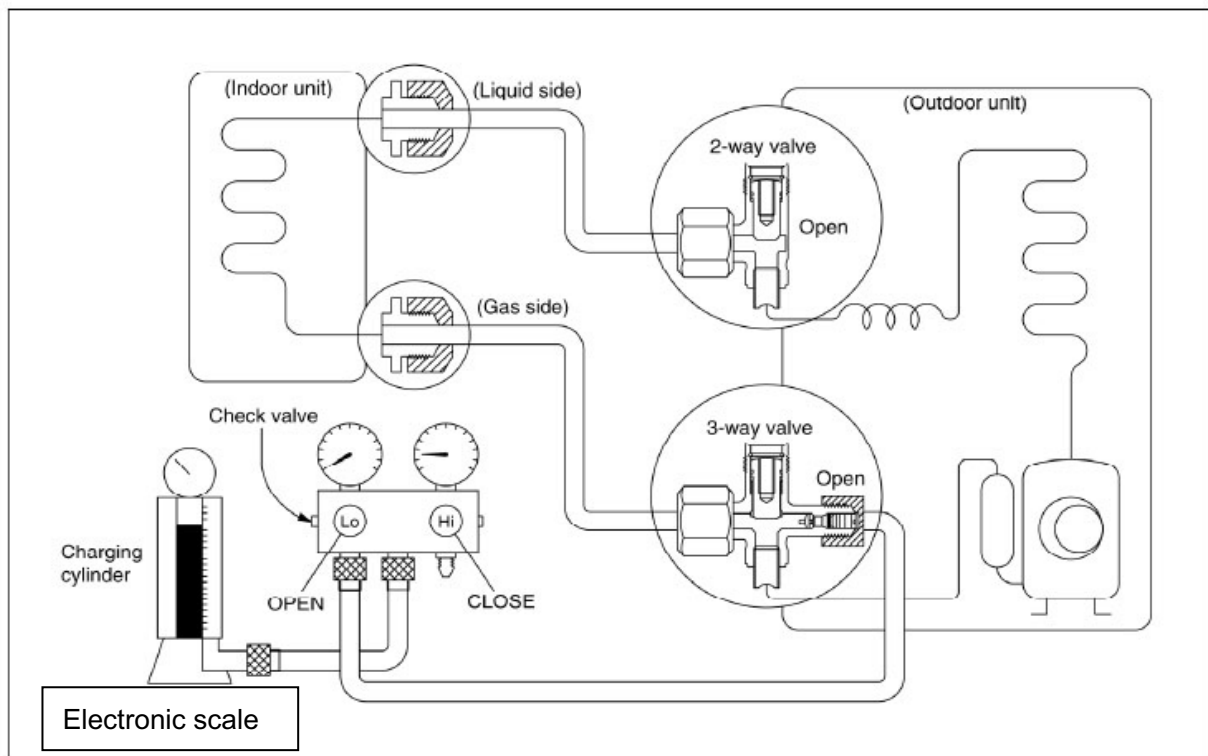 (Indoor unit)
(Liquid side)
(Outdoor unit)
2-way valve
Open
(Gas side)
3-way valve
Open
Check valve
Lo
Hi
Charging
cylinder
OPEN
CLOSE
Electronic scale